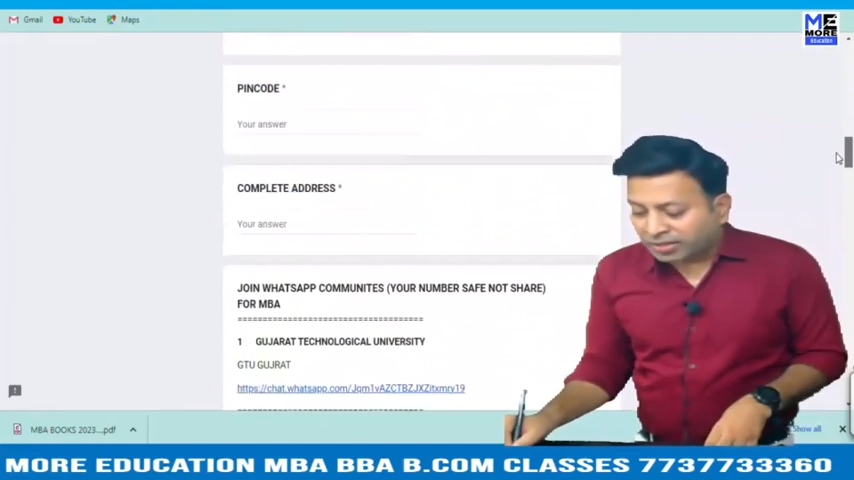 Gmail
YouTube
Maps
ME
MORE
Education
PINCODE *
Your answer
COMPLETE ADDRESS *
Your answer
JOIN WHATSAPP COMMUNITES (YOUR NUMBER SAFE NOT SHARE)
FOR MBA
====================================
1 GUJARAT TECHNOLOGICAL UNIVERSITY
GTU GUJRAT
https://chat.whatsapp.com/Jqm1vAZCTBZJXZitxmry19
====================================
MBA BOOKS 2023....pdf
Show all
MORE EDUCATION MBA BBA B.COM CLASSES 7737733360